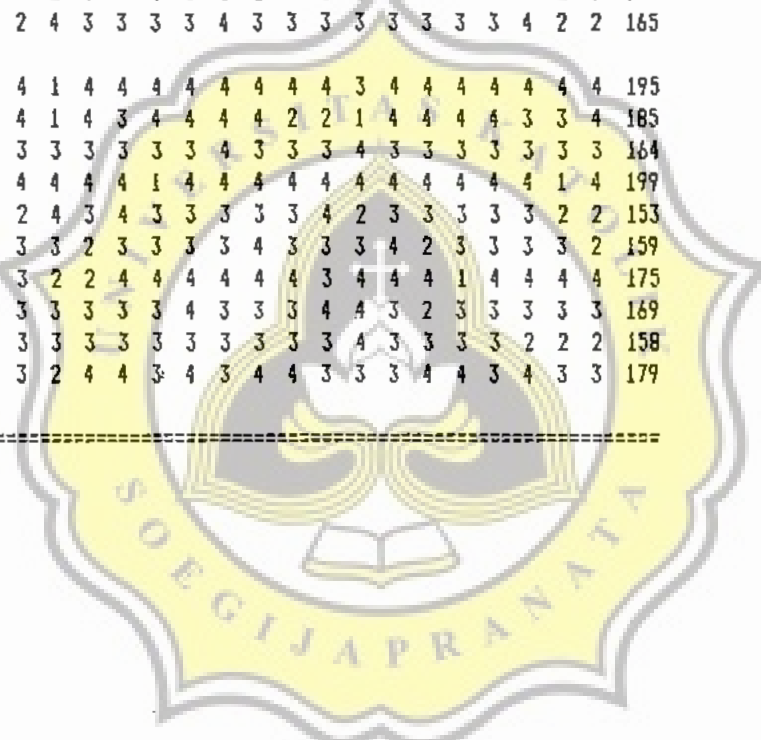 2 4 3 3 3 3 4 3 3 3 3 3 3 3 3 4 2 2 165
4 1 4 4 4 4 4 4 4 4 3 4 4 4 4 4 4 4 195
4 1 4 3 4 4 4 4 2 2 1 4 4 4 4 3 3 4 185
3 3 3 3 3 3 4 3 3 3 4 3 3 3 3 3 3 3 164
4 4 4 4 1 4 4 4 4 4 4 4 4 4 4 4 1 4 199
2 4 3 4 3 3 3 3 3 4 2 3 3 3 3 3 2 2 153
3 3 2 3 3 3 3 4 3 3 3 4 2 3 3 3 3 2 159
3 2 2 4 4 4 4 4 4 3 4 4 4 1 4 4 4 4 175
3 3 3 3 3 4 3 3 3 4 4 3 2 3 3 3 3 3 169
3 3 3 3 3 3 3 3 3 3 4 3 3 3 3 2 2 2 158
3 2 4 4 3 4 3 4 4 3 3 3 4 4 3 4 3 3 179
UNIVERSITAS KATOLIK
SOEGIJAPRANATA